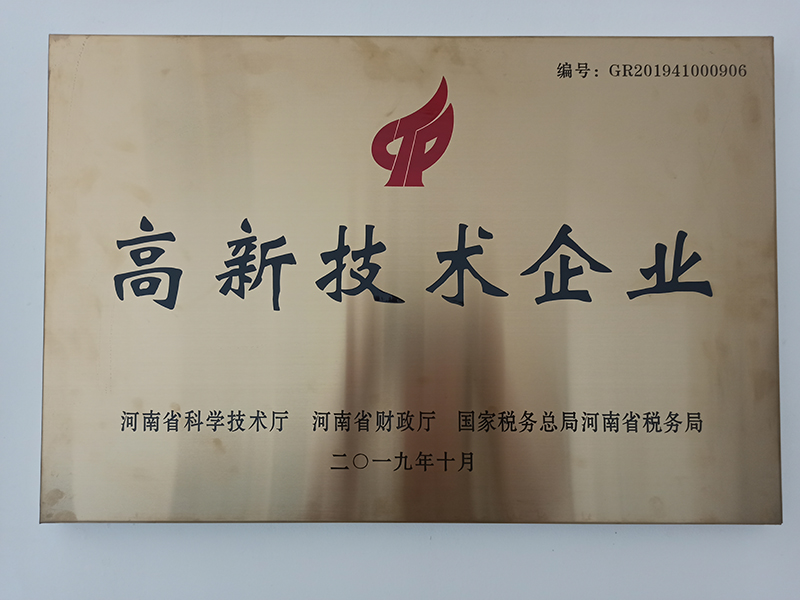 编号：GR201941000906
高新技术企业
河南省科学技术厅 河南省财政厅 国家税务总局河南省税务局
二〇一九年十月